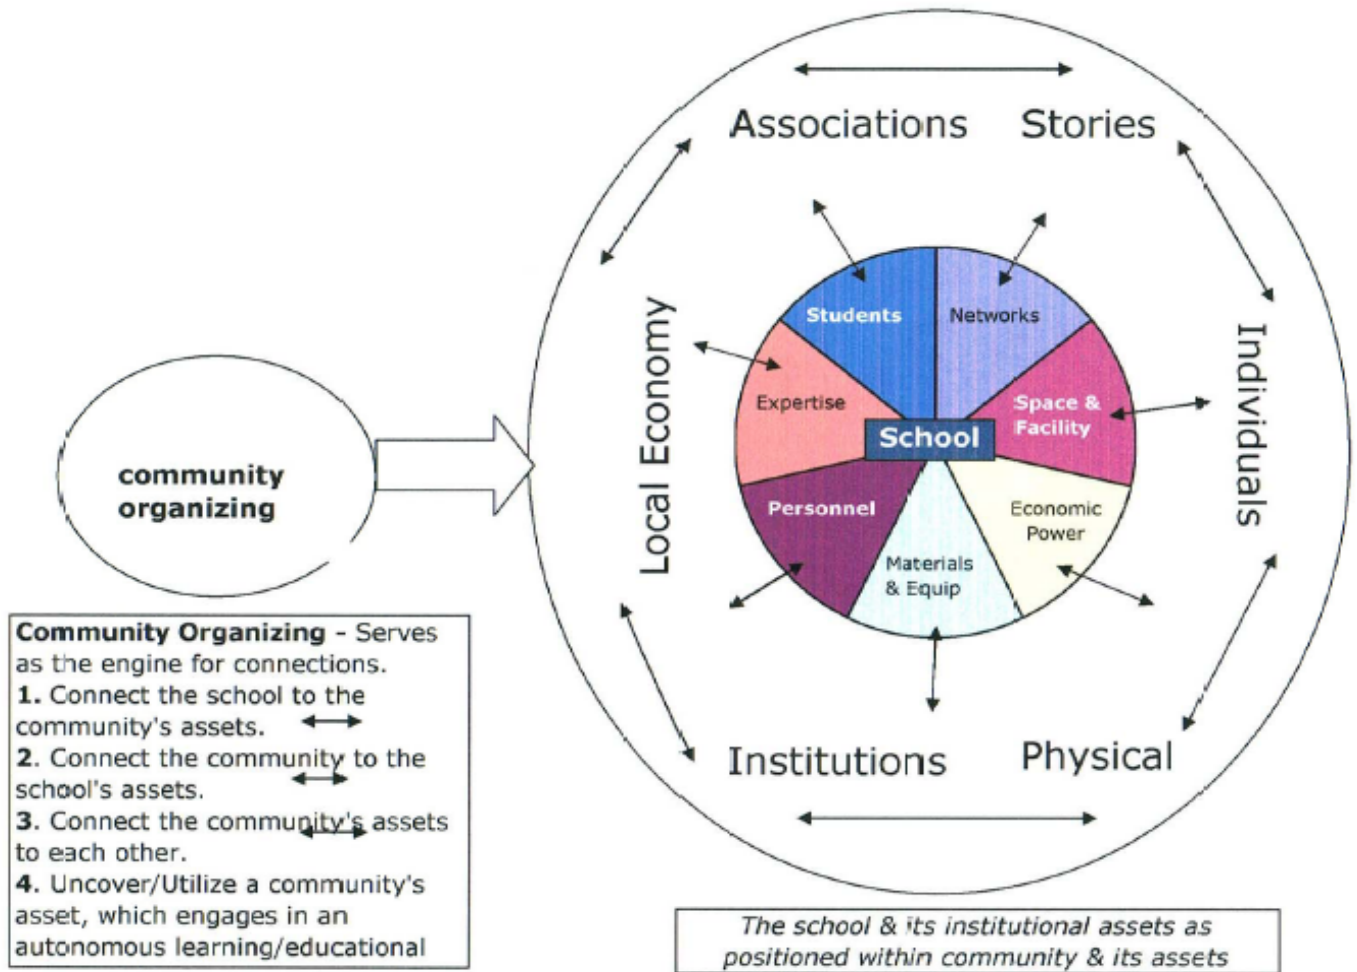 Associations
Stories
Local Economy
Individuals
Students
Networks
Expertise
Space &
Facility
School
Personnel
Economic
Power
Materials
& Equip
Institutions
Physical
community
organizing
Community Organizing - Serves
as the engine for connections.
1. Connect the school to the
community's assets.
2. Connect the community to the
school's assets.
3. Connect the community's assets
to each other.
4. Uncover/Utilize a community's
asset, which engages in an
autonomous learning/educational
The school & its institutional assets as
positioned within community & its assets